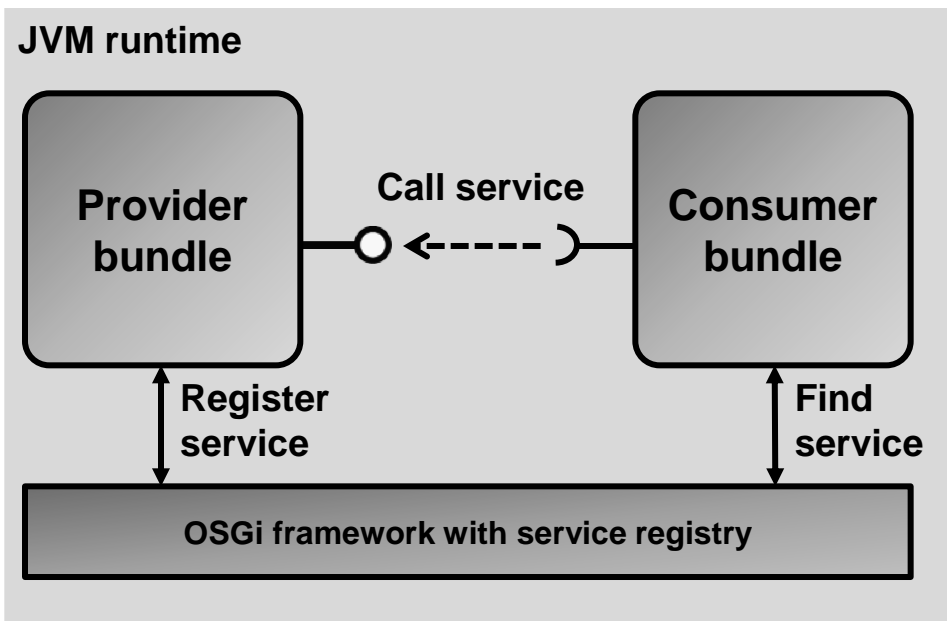 JVM runtime
Provider
bundle
Call service
Consumer
bundle
Register
service
Find
service
OSGi framework with service registry